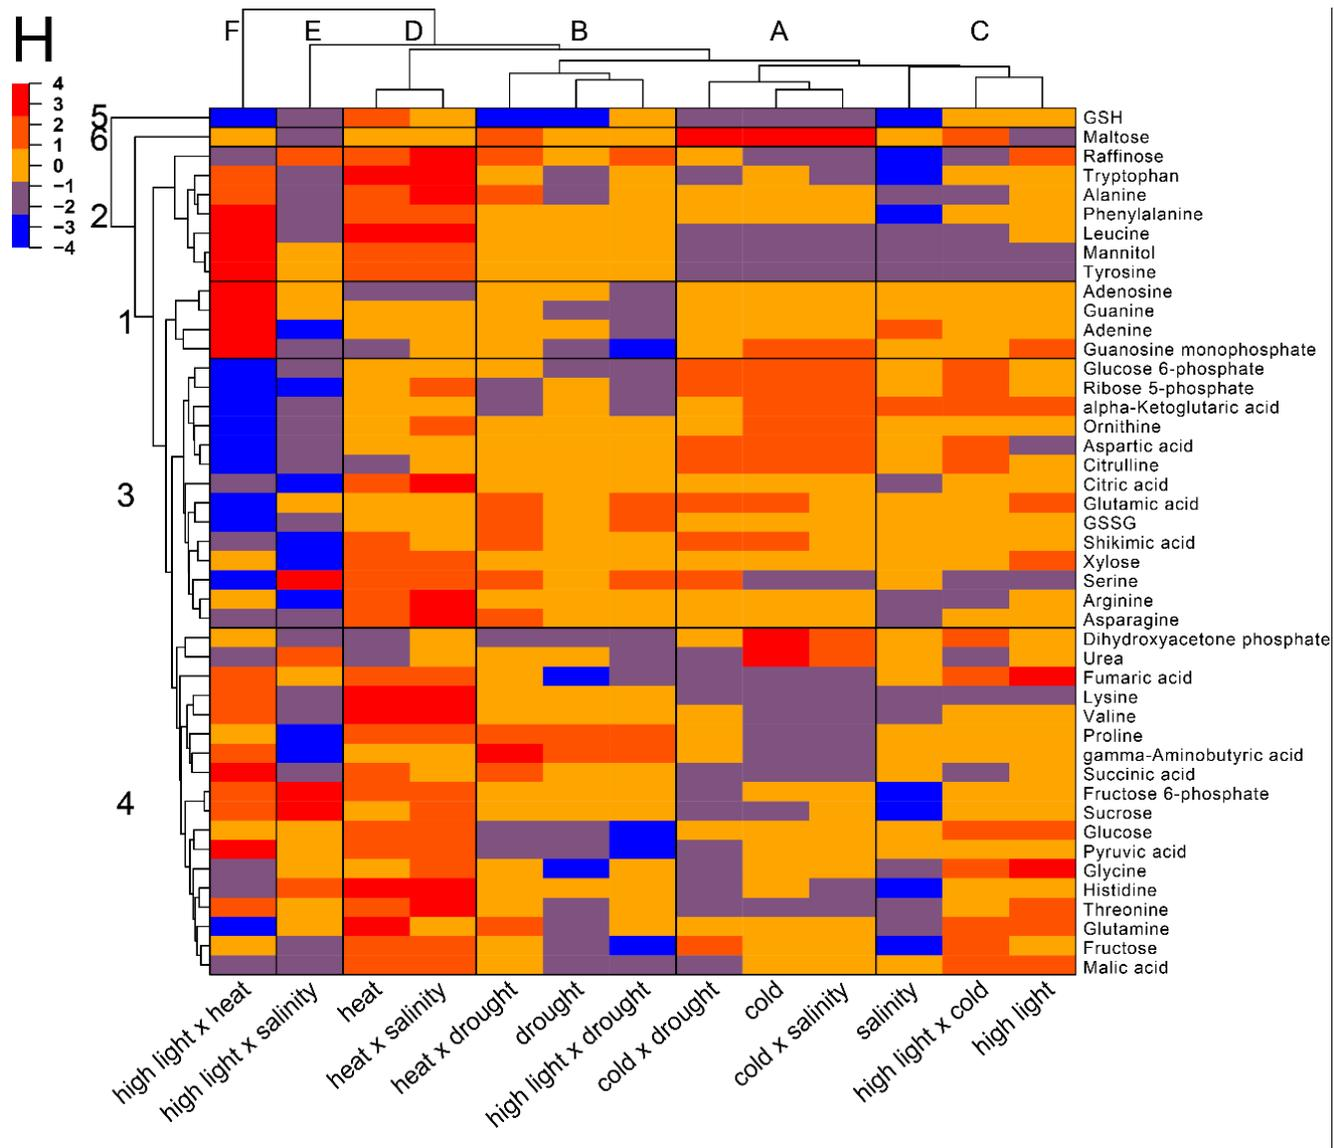 H
F E D B A C
4
3
2
1
0
−1
−2
−3
−4
5
6
2
1
3
4
GSH
Maltose
Raffinose
Tryptophan
Alanine
Phenylalanine
Leucine
Mannitol
Tyrosine
Adenosine
Guanine
Adenine
Guanosine monophosphate
Glucose 6-phosphate
Ribose 5-phosphate
alpha-Ketoglutaric acid
Ornithine
Aspartic acid
Citrulline
Citric acid
Glutamic acid
GSSG
Shikimic acid
Xylose
Serine
Arginine
Asparagine
Dihydroxyacetone phosphate
Urea
Fumaric acid
Lysine
Valine
Proline
gamma-Aminobutyric acid
Succinic acid
Fructose 6-phosphate
Sucrose
Glucose
Pyruvic acid
Glycine
Histidine
Threonine
Glutamine
Fructose
Malic acid
high light x heat
high light x salinity
heat
heat x salinity
heat x drought
drought
high light x drought
cold x drought
cold
cold x salinity
salinity
high light x cold
high light